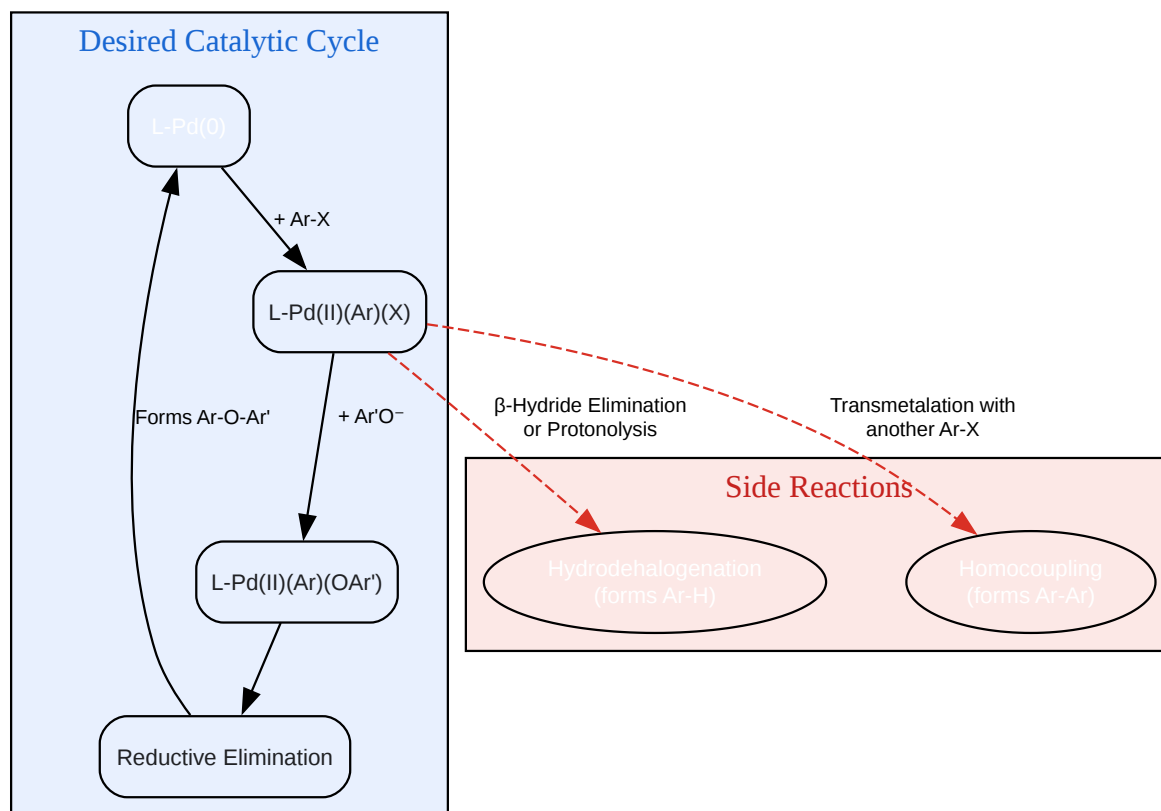 Desired Catalytic Cycle
L-Pd(0)
+ Ar-X
L-Pd(II)(Ar)(X)
Forms Ar-O-Ar'
+ Ar'O⁻
L-Pd(II)(Ar)(OAr')
Reductive Elimination
β-Hydride Elimination
or Protonolysis
Transmetalation with
another Ar-X
Side Reactions
Hydrodehalogenation
(forms Ar-H)
Homocoupling
(forms Ar-Ar)